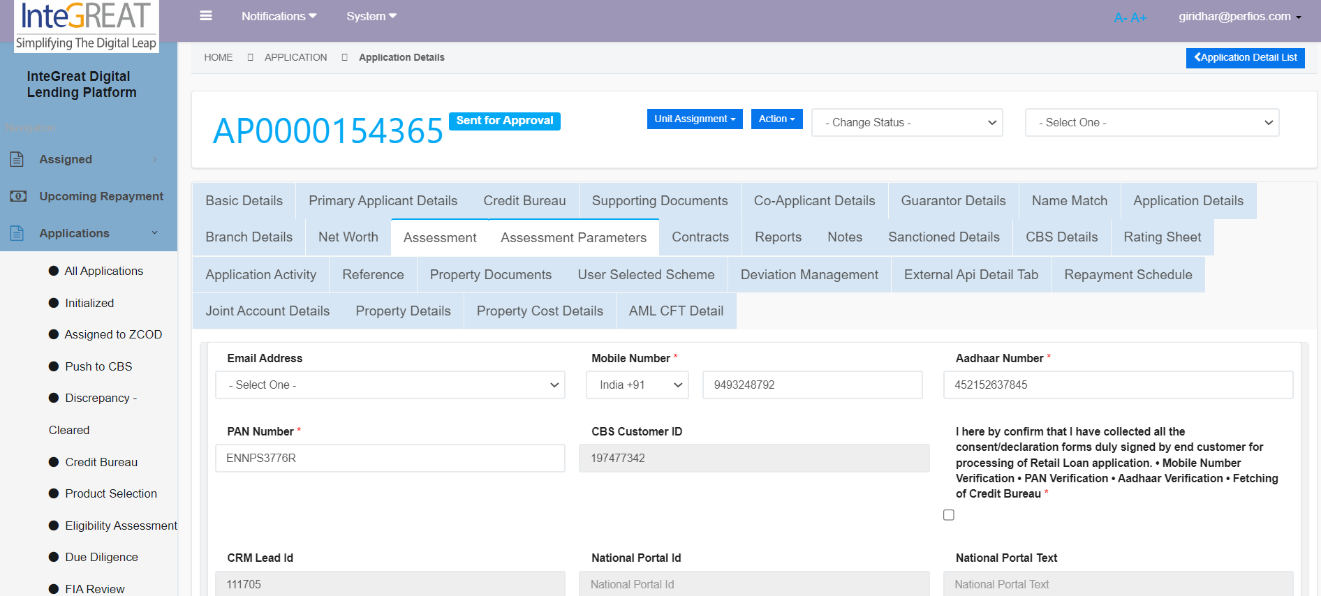 InteGREAT
Simplifying The Digital Leap
Notifications
System
A- A+
giridhar@perfios.com
InteGreat Digital
Lending Platform
Assigned
Upcoming Repayment
Applications
All Applications
Initialized
Assigned to ZCOD
Push to CBS
Discrepancy -
Cleared
Credit Bureau
Product Selection
Eligibility Assessment
Due Diligence
FIA Review
HOME APPLICATION Application Details
Application Detail List
AP0000154365 Sent for Approval
Unit Assignment
Action
- Change Status -
- Select One -
Basic Details Primary Applicant Details Credit Bureau Supporting Documents Co-Applicant Details Guarantor Details Name Match Application Details
Branch Details Net Worth Assessment Assessment Parameters Contracts Reports Notes Sanctioned Details CBS Details Rating Sheet
Application Activity Reference Property Documents User Selected Scheme Deviation Management External Api Detail Tab Repayment Schedule
Joint Account Details Property Details Property Cost Details AML CFT Detail
Email Address
- Select One -
Mobile Number *
India +91
9493248792
Aadhaar Number *
452152637845
PAN Number *
ENNPS3776R
CBS Customer ID
197477342
I here by confirm that I have collected all the
consent/declaration forms duly signed by end customer for
processing of Retail Loan application. • Mobile Number
Verification • PAN Verification • Aadhaar Verification • Fetching
of Credit Bureau *
CRM Lead Id
111705
National Portal Id
National Portal Id
National Portal Text
National Portal Text